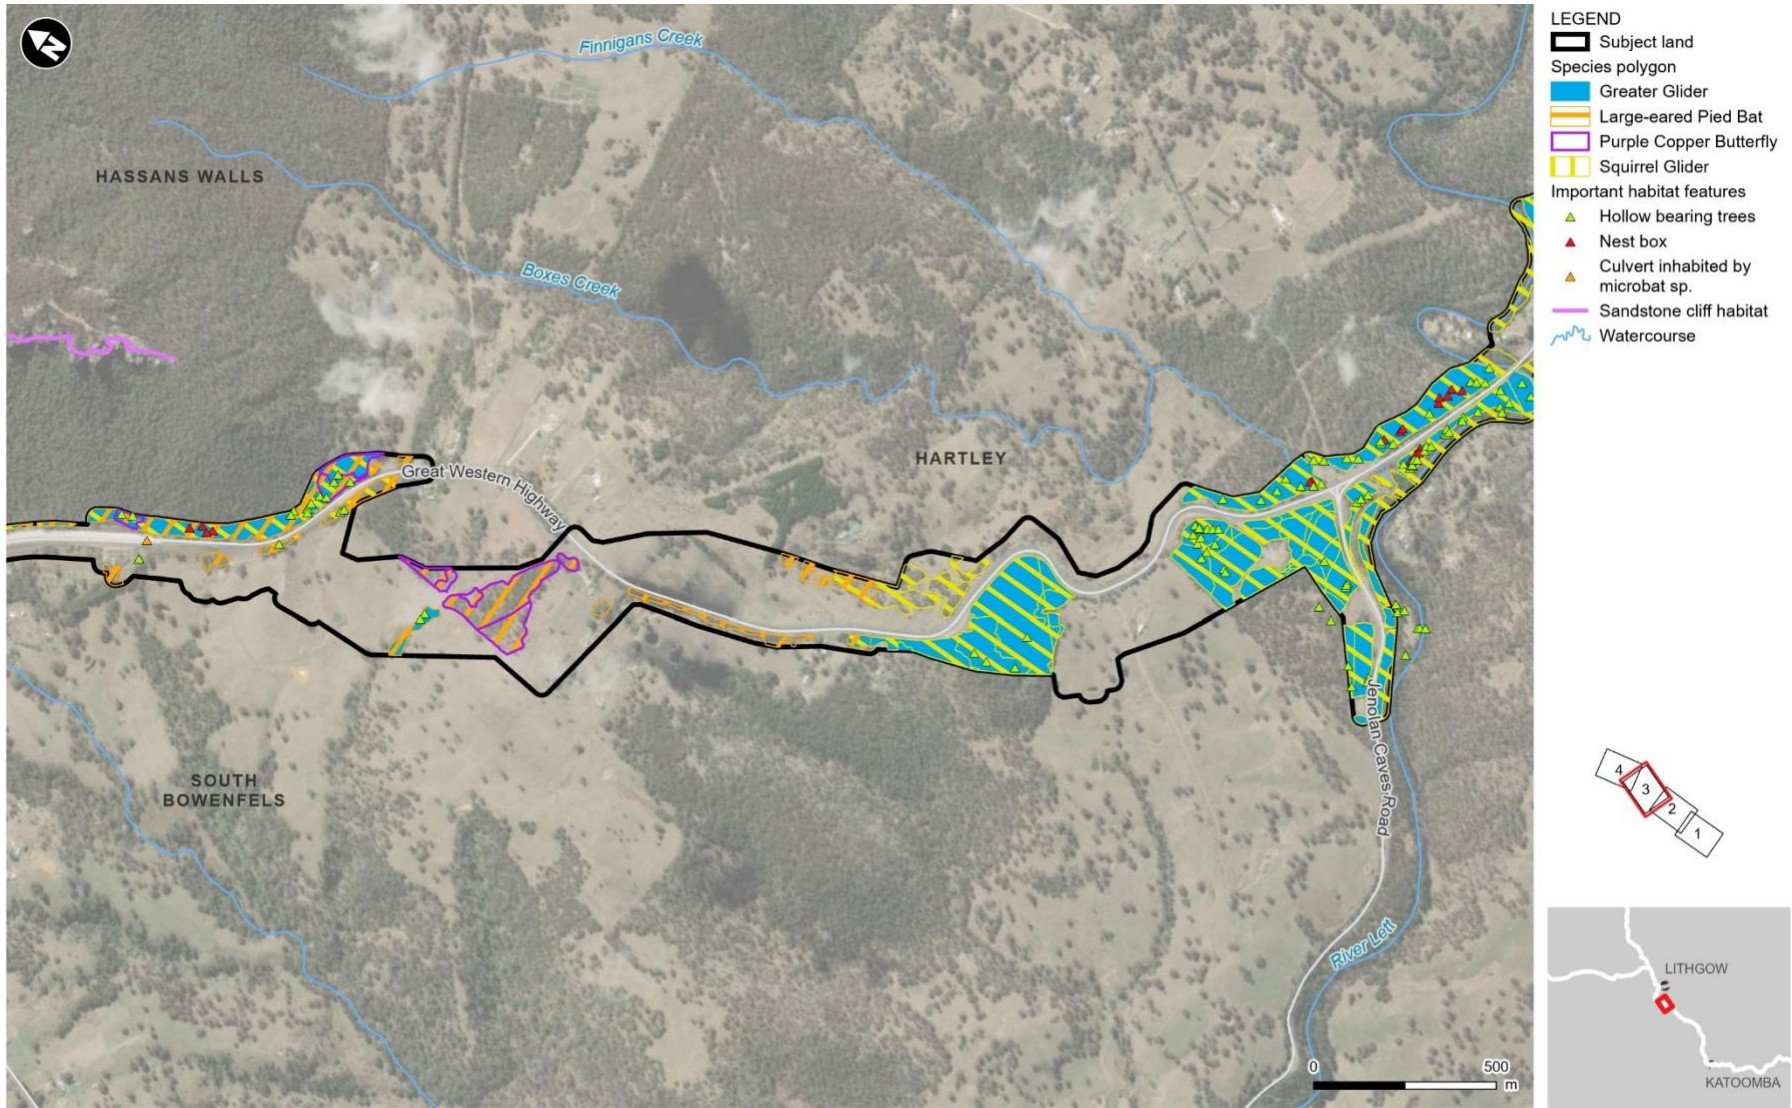 N
Finnigans Creek
HASSANS WALLS
Boxes Creek
HARTLEY
Great Western Highway
SOUTH
BOWENFELS
Jenolan Caves Road
River Lett
0 500
m
LEGEND
Subject land
Species polygon
Greater Glider
Large-eared Pied Bat
Purple Copper Butterfly
Squirrel Glider
Important habitat features
Hollow bearing trees
Nest box
Culvert inhabited by
microbat sp.
Sandstone cliff habitat
Watercourse
4
3
2
1
LITHGOW
KATOOMBA